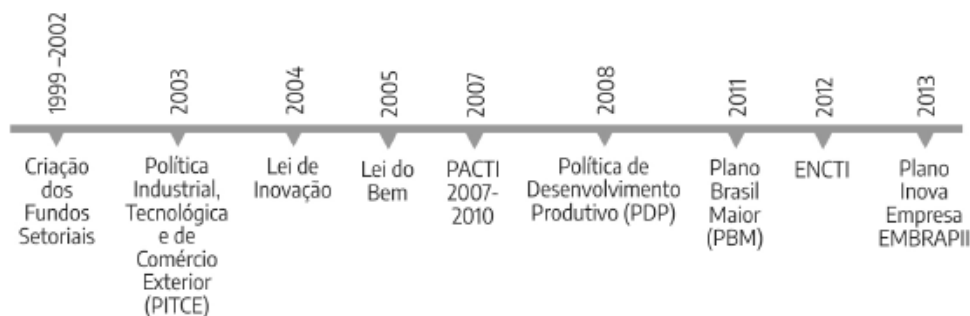 1999 -2002
2003
2004
2005
2007
2008
2011
2012
2013
Criação
dos
Fundos
Setoriais
Política
Industrial,
Tecnológica
e de
Comércio
Exterior
(PITCE)
Lei de
Inovação
Lei do
Bem
PACTI
2007-
2010
Política de
Desenvolvimento
Produtivo (PDP)
Plano
Brasil
Maior
(PBM)
ENCTI
Plano
Inova
Empresa
EMBRAPII